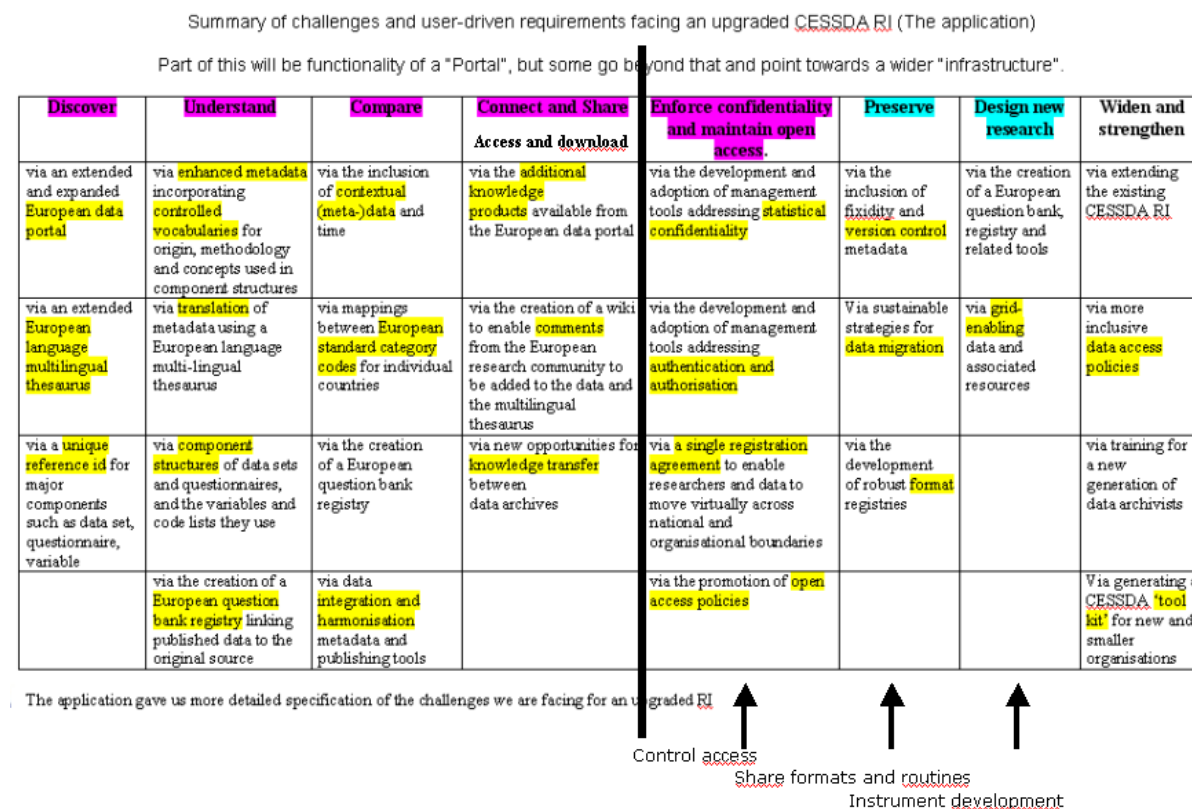 Summary of challenges and user-driven requirements facing an upgraded CESSDA RI (The application)
Part of this will be functionality of a "Portal", but some go beyond that and point towards a wider "infrastructure".
Discover
Understand
Compare
Connect and Share
Access and download
Enforce confidentiality
and maintain open
access.
Preserve
Design new
research
Widen and
strengthen
via an extended
and expanded
European data
portal
via enhanced metadata
incorporating
controlled
vocabularies for
origin, methodology
and concepts used in
component structures
via the inclusion
of contextual
(meta-)data and
time
via the additional
knowledge
products available from
the European data portal
via the development and
adoption of management
tools addressing statistical
confidentiality
via the
inclusion of
fixidity and
version control
metadata
via the creation
of a European
question bank,
registry and
related tools
via extending
the existing
CESSDA RI
via an extended
European
language
multilingual
thesaurus
via translation of
metadata using a
European language
multi-lingual
thesaurus
via mappings
between European
standard category
codes for individual
countries
via the creation of a wiki
to enable comments
from the European
research community to
be added to the data and
the multilingual
thesaurus
via the development and
adoption of management
tools addressing
authentication and
authorisation
Via sustainable
strategies for
data migration
via grid-
enabling
data and
associated
resources
via more
inclusive
data access
policies
via a unique
reference id for
major
components
such as data set,
questionnaire,
variable
via component
structures of data sets
and questionnaires,
and the variables and
code lists they use
via the creation
of a European
question bank
registry
via new opportunities for
knowledge transfer
between
data archives
via a single registration
agreement to enable
researchers and data to
move virtually across
national and
organisational boundaries
via the
development
of robust format
registries
via training for
a new
generation of
data archivists
via the creation of a
European question
bank registry linking
published data to the
original source
via data
integration and
harmonisation
metadata and
publishing tools
via the promotion of open
access policies
Via generating a
CESSDA 'tool
kit' for new and
smaller
organisations
The application gave us more detailed specification of the challenges we are facing for an upgraded RI
Control access
Share formats and routines
Instrument development